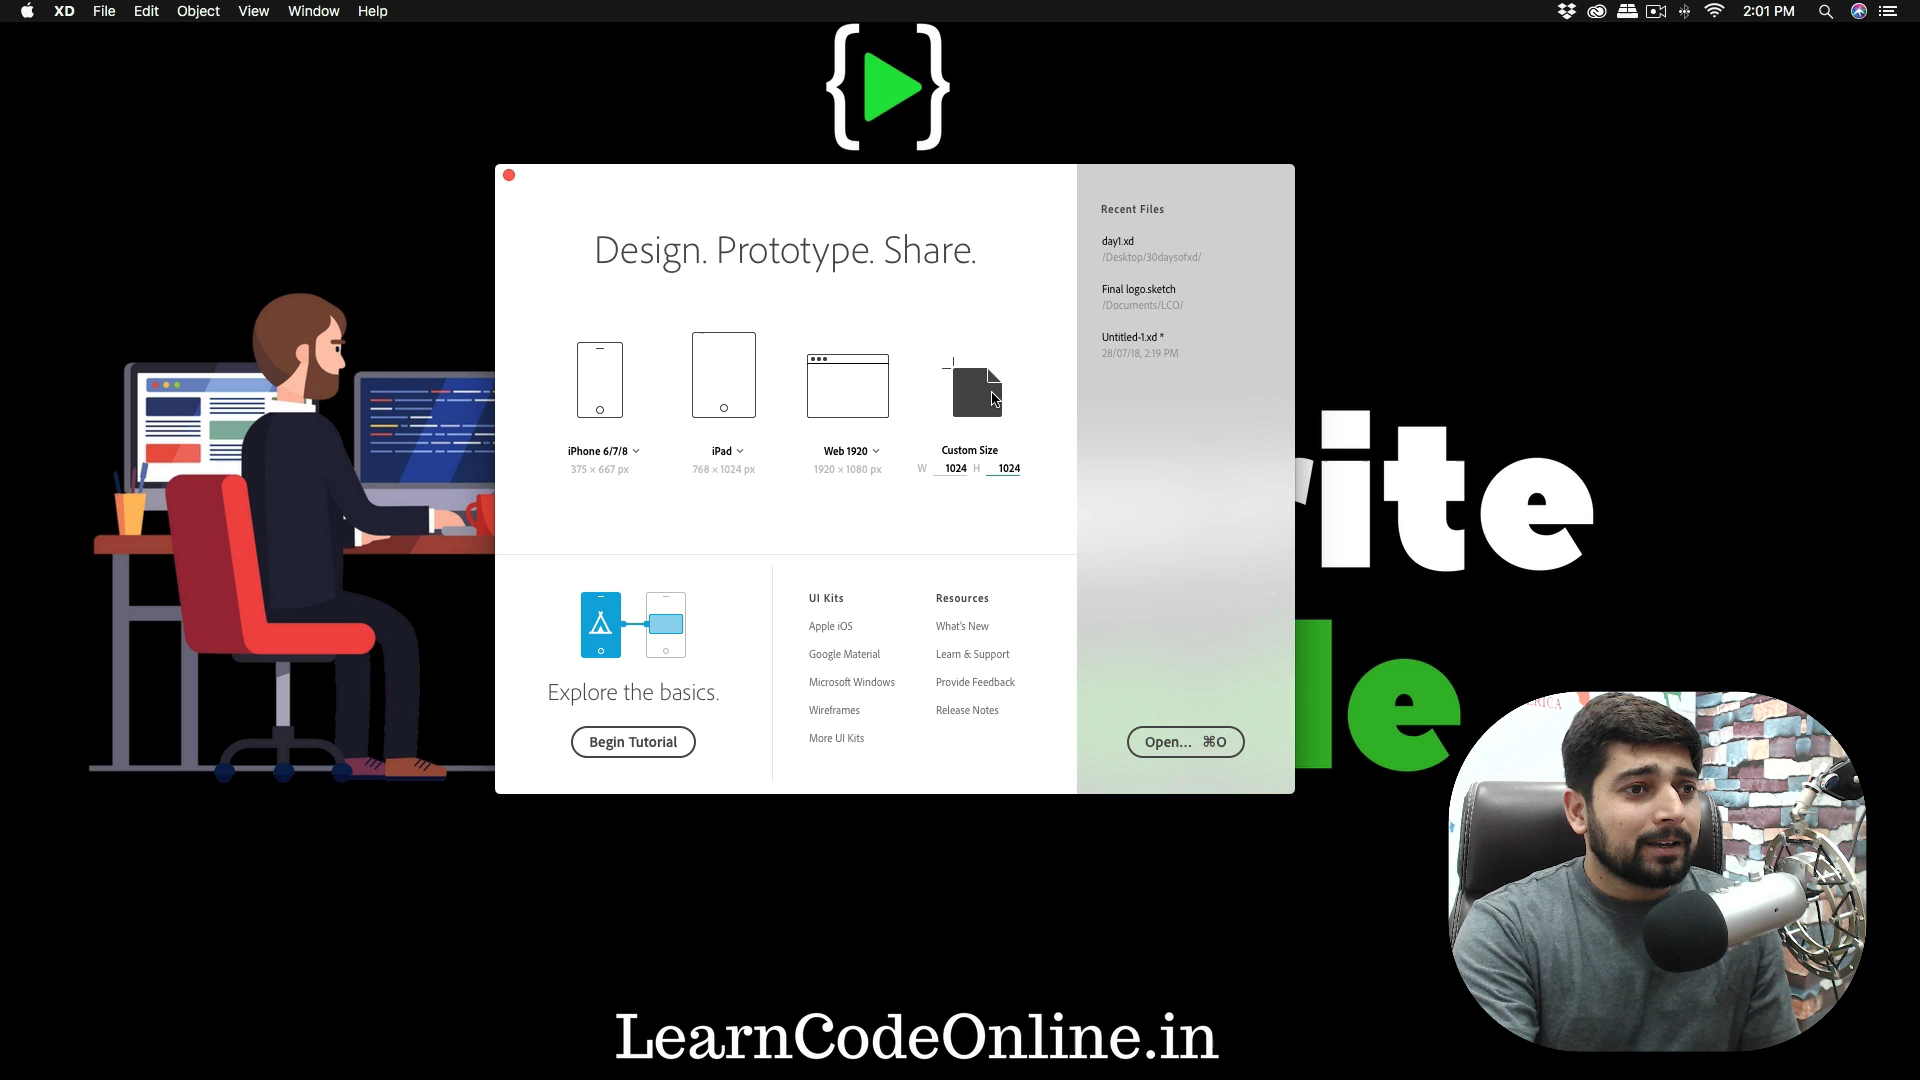 XD File Edit Object View Window Help
2:01 PM
Design. Prototype. Share.
iPhone 6/7/8
375 × 667 px
iPad
768 × 1024 px
Web 1920
1920 × 1080 px
Custom Size
W 1024 H 1024
Explore the basics.
Begin Tutorial
UI Kits
Apple iOS
Google Material
Microsoft Windows
Wireframes
More UI Kits
Resources
What's New
Learn & Support
Provide Feedback
Release Notes
Recent Files
day1.xd
/Desktop/30daysofxd/
Final logo.sketch
/Documents/LCO/
Untitled-1.xd *
28/07/18, 2:19 PM
Open... ⌘O
rite
de
LearnCodeOnline.in